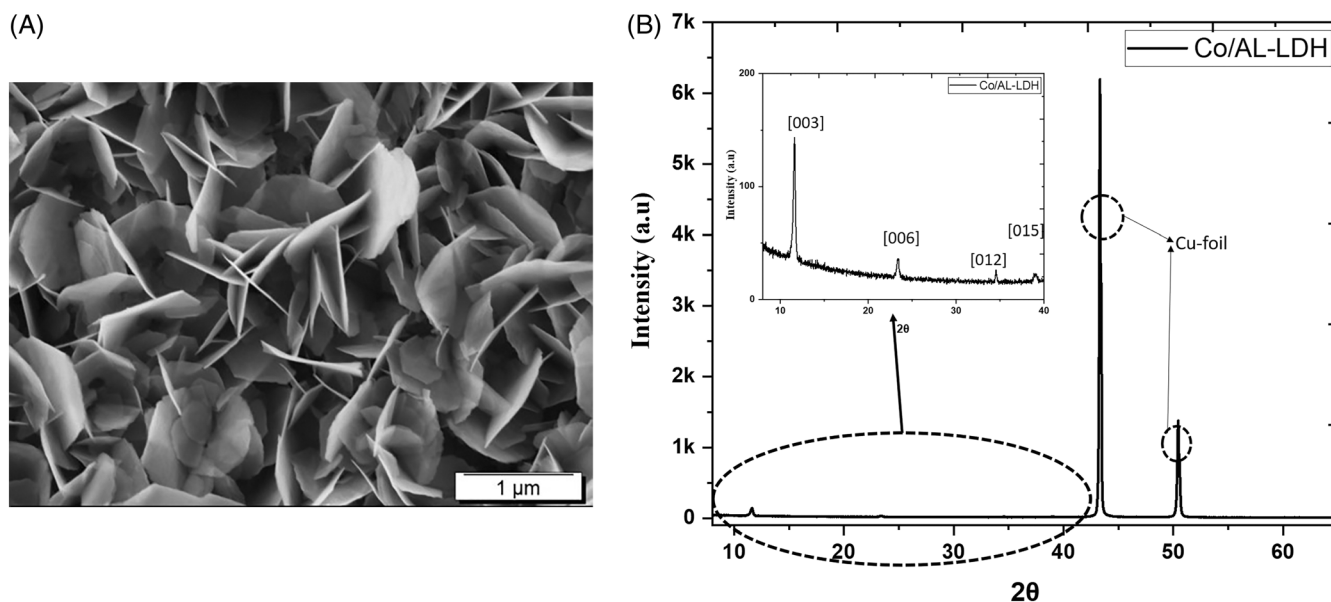 (A)
1 µm
(B)
7k
6k
5k
4k
3k
2k
1k
0
Intensity (a.u)
10 20 30 40 50 60
2θ
Co/AL-LDH
Cu-foil
200
100
0
Intensity (a.u)
10 20 30 40
2θ
Co/AL-LDH
[003]
[006]
[012]
[015]